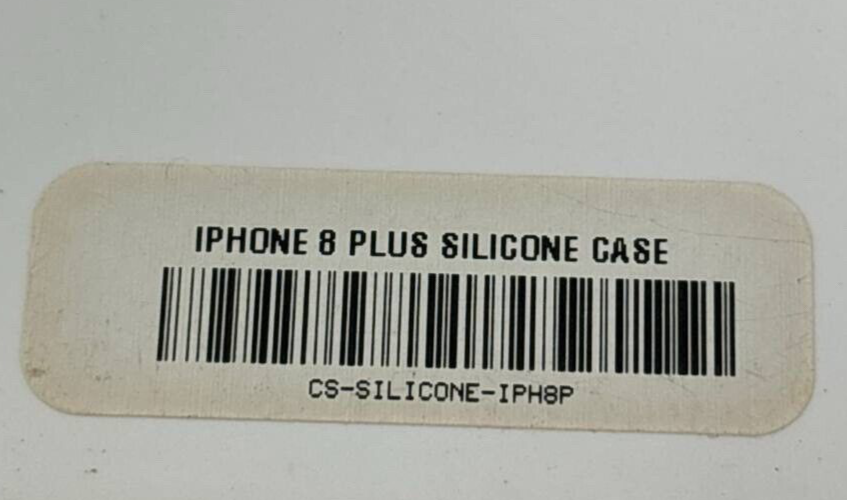 IPHONE 8 PLUS SILICONE CASE
CS-SILICONE-IPH8P